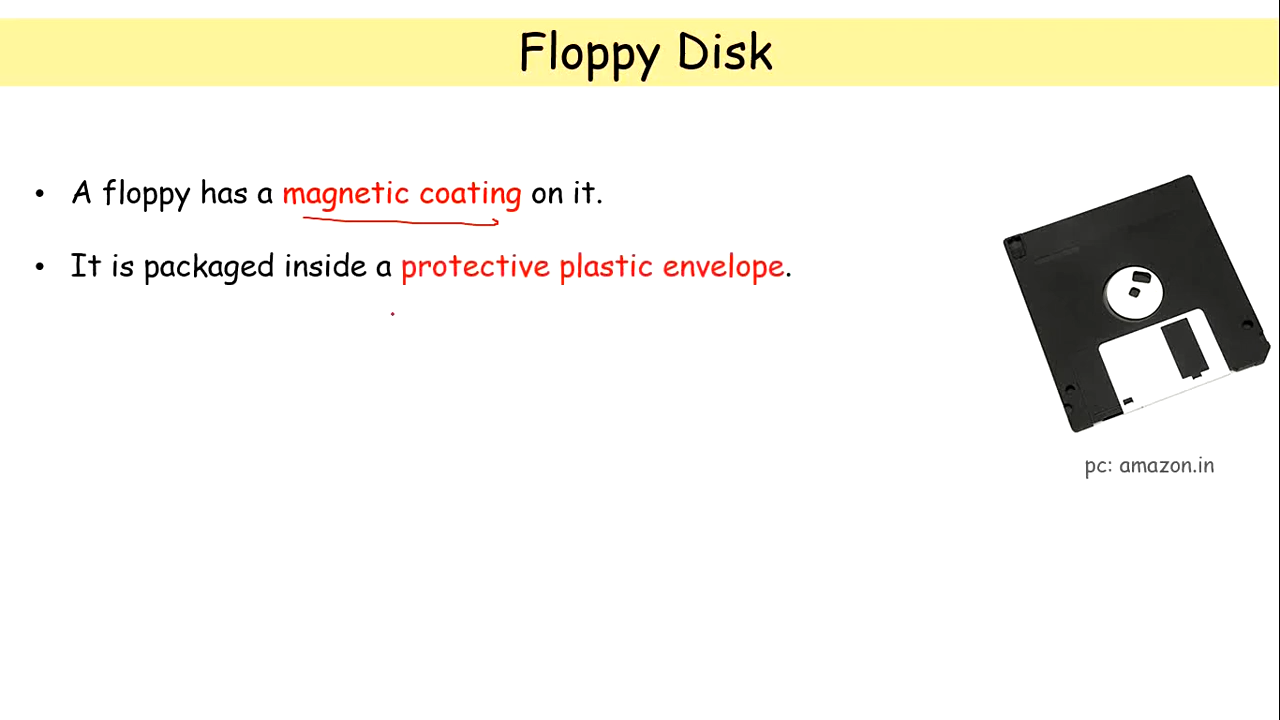 Floppy Disk
• A floppy has a magnetic coating on it.
• It is packaged inside a protective plastic envelope.
pc: amazon.in